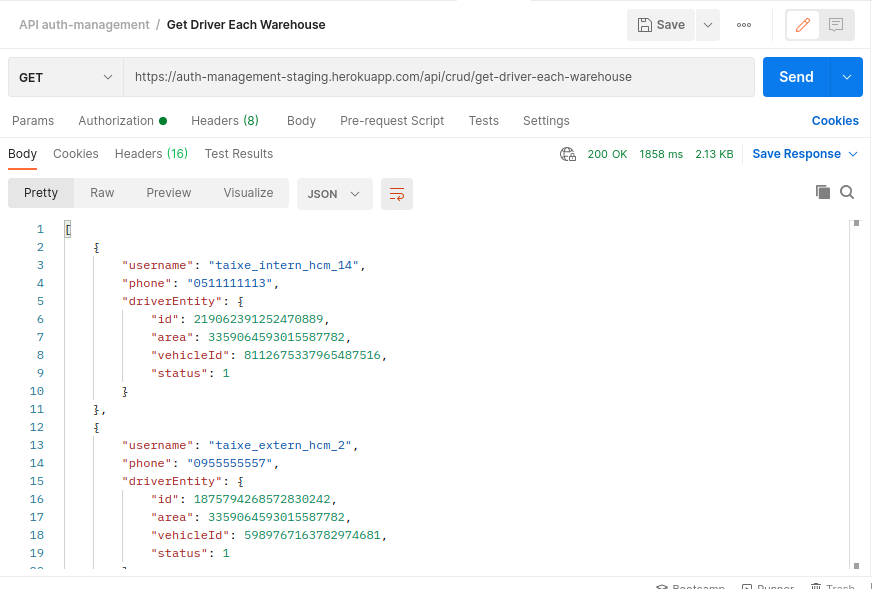 API auth-management / Get Driver Each Warehouse
Save
GET https://auth-management-staging.herokuapp.com/api/crud/get-driver-each-warehouse Send
Params Authorization Headers (8) Body Pre-request Script Tests Settings Cookies
Body Cookies Headers (16) Test Results 200 OK 1858 ms 2.13 KB Save Response
Pretty Raw Preview Visualize JSON
1 [
2 {
3 "username": "taixe_intern_hcm_14",
4 "phone": "0511111113",
5 "driverEntity": {
6 "id": 219062391252470889,
7 "area": 3359064593015587782,
8 "vehicleId": 8112675337965487516,
9 "status": 1
10 }
11 },
12 {
13 "username": "taixe_extern_hcm_2",
14 "phone": "0955555557",
15 "driverEntity": {
16 "id": 1875794268572830242,
17 "area": 3359064593015587782,
18 "vehicleId": 5989767163782974681,
19 "status": 1
20 }
Bootcamp Runner Trash